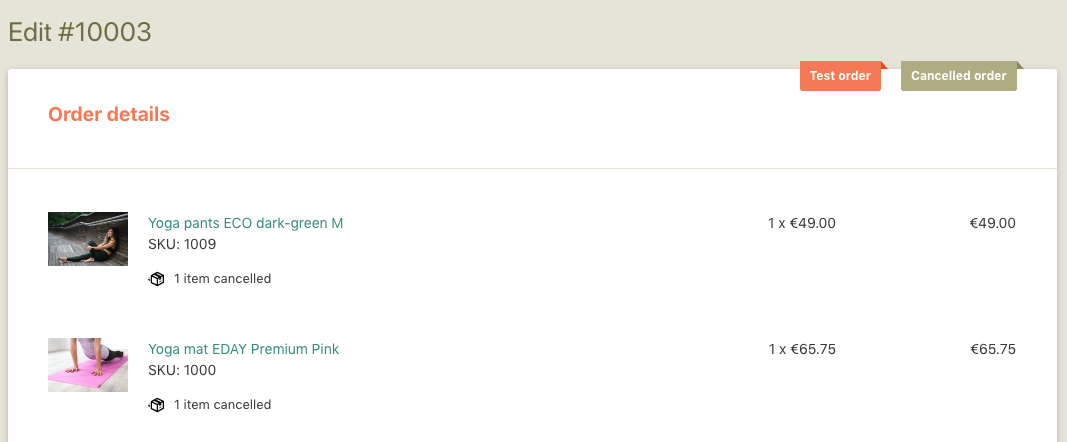 Edit #10003
Test order
Cancelled order
Order details
Yoga pants ECO dark-green M
1 x €49.00
€49.00
SKU: 1009
1 item cancelled
Yoga mat EDAY Premium Pink
1 x €65.75
€65.75
SKU: 1000
1 item cancelled